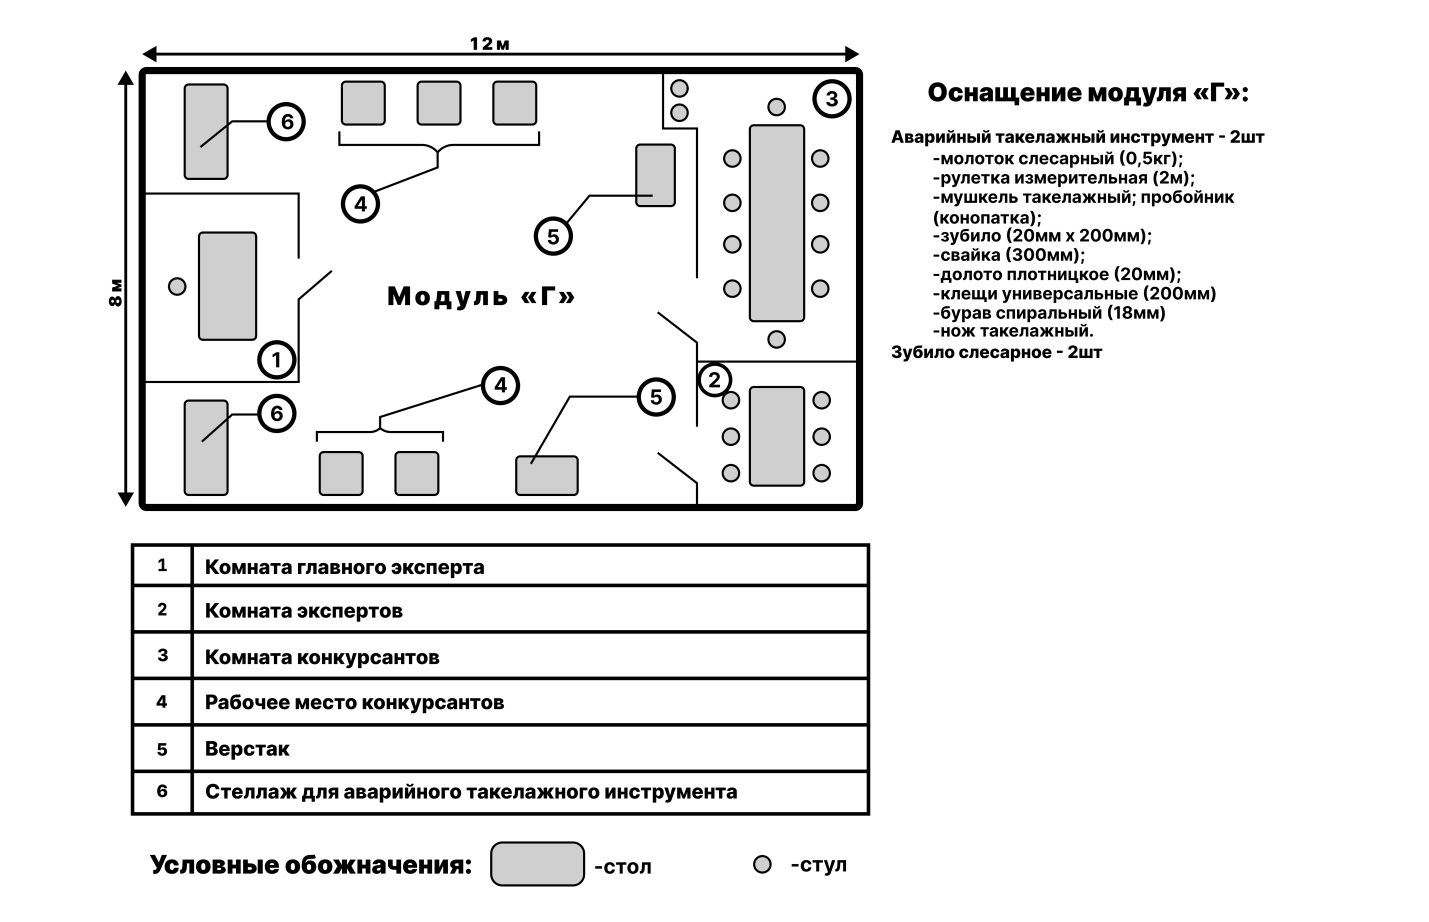 12м
8м
6
4
5
3
Модуль «Г»
1
2
4
5
6
Оснащение модуля «Г»:
Аварийный такелажный инструмент - 2шт
-молоток слесарный (0,5кг);
-рулетка измерительная (2м);
-мушкель такелажный; пробойник
(конопатка);
-зубило (20мм х 200мм);
-свайка (300мм);
-долото плотницкое (20мм);
-клещи универсальные (200мм)
-бурав спиральный (18мм)
-нож такелажный.
Зубило слесарное - 2шт
1 Комната главного эксперта
2 Комната экспертов
3 Комната конкурсантов
4 Рабочее место конкурсантов
5 Верстак
6 Стеллаж для аварийного такелажного инструмента
Условные обожначения: -стол -стул